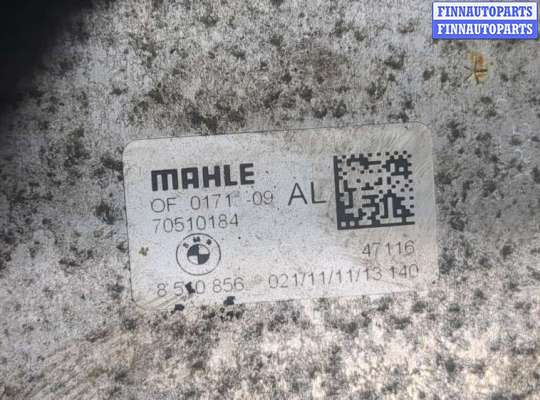 FINNAUTOPARTS
FINNAUTOPARTS
MAHLE
OF 0171 -09 AL
70510184
BMW
47116
8 510 856 021/11/11/13 140